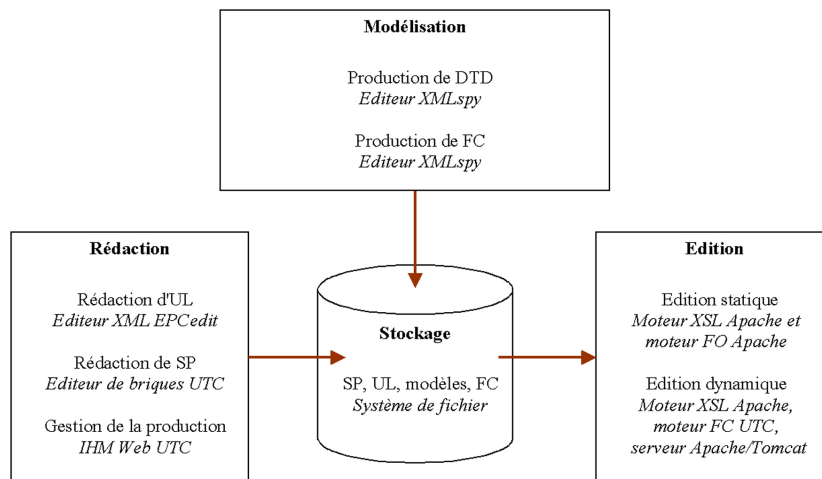 Modélisation
Production de DTD
Editeur XMLspy
Production de FC
Editeur XMLspy
Rédaction
Rédaction d'UL
Editeur XML EPCedit
Rédaction de SP
Editeur de briques UTC
Gestion de la production
IHM Web UTC
Stockage
SP, UL, modèles, FC
Système de fichier
Edition
Edition statique
Moteur XSL Apache et
moteur FO Apache
Edition dynamique
Moteur XSL Apache,
moteur FC UTC,
serveur Apache/Tomcat